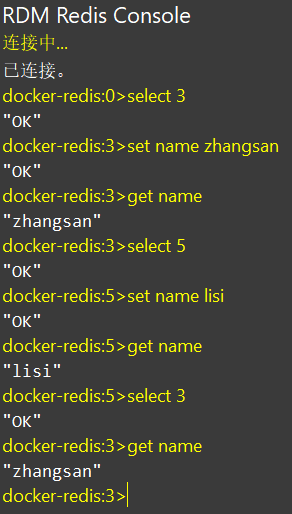 RDM Redis Console
连接中...
已连接。
docker-redis:0>select 3
"OK"
docker-redis:3>set name zhangsan
"OK"
docker-redis:3>get name
"zhangsan"
docker-redis:3>select 5
"OK"
docker-redis:5>set name lisi
"OK"
docker-redis:5>get name
"lisi"
docker-redis:5>select 3
"OK"
docker-redis:3>get name
"zhangsan"
docker-redis:3>